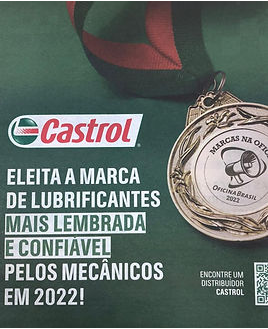 Castrol
ELEITA A MARCA
DE LUBRIFICANTES
MAIS LEMBRADA
E CONFIÁVEL
PELOS MECÂNICOS
EM 2022!
MARCAS NA OFIC
OFICINA BRASIL
2022
ENCONTRE UM
DISTRIBUIDOR
CASTROL